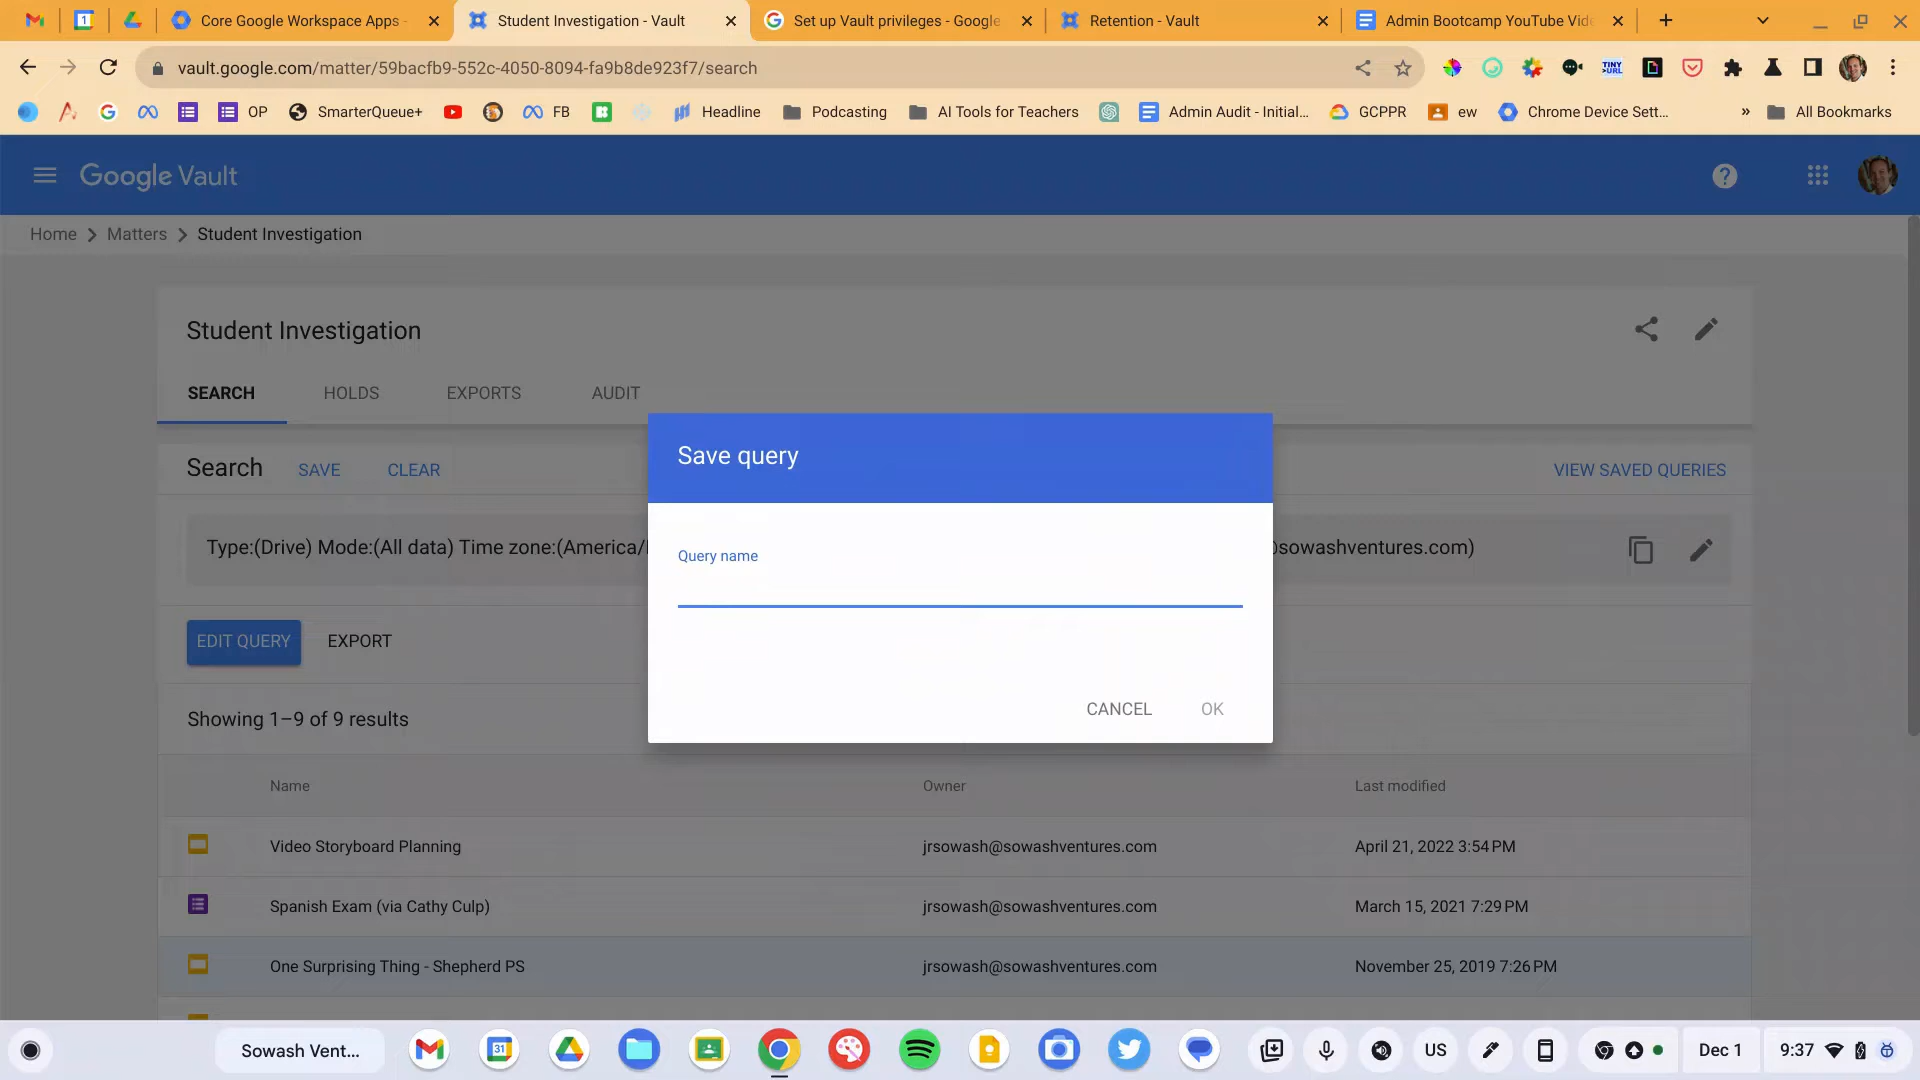 Core Google Workspace Apps -
Student Investigation - Vault
Set up Vault privileges - Google
Retention - Vault
Admin Bootcamp YouTube Vide
vault.google.com/matter/59bacfb9-552c-4050-8094-fa9b8de923f7/search
TINY
>URL
OP
SmarterQueue+
FB
Headline
Podcasting
AI Tools for Teachers
Admin Audit - Initial...
GCPPR
ew
Chrome Device Sett...
»
All Bookmarks
Google Vault
Home > Matters > Student Investigation
Student Investigation
SEARCH
HOLDS
EXPORTS
AUDIT
Save query
Search
SAVE
CLEAR
VIEW SAVED QUERIES
Type:(Drive) Mode:(All data) Time zone:(America/
sowashventures.com)
Query name
EDIT QUERY
EXPORT
CANCEL
OK
Showing 1–9 of 9 results
Name
Owner
Last modified
Video Storyboard Planning
jrsowash@sowashventures.com
April 21, 2022 3:54 PM
Spanish Exam (via Cathy Culp)
jrsowash@sowashventures.com
March 15, 2021 7:29 PM
One Surprising Thing - Shepherd PS
jrsowash@sowashventures.com
November 25, 2019 7:26 PM
Sowash Vent...
31
US
Dec 1
9:37